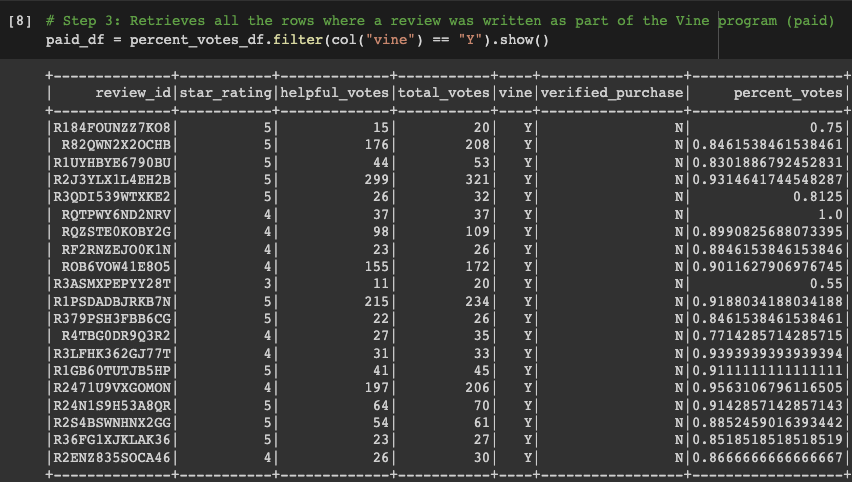 [8] # Step 3: Retrieves all the rows where a review was written as part of the Vine program (paid)
paid_df = percent_votes_df.filter(col("vine") == "Y").show()
+--------------+-----------+-------------+-----------+----+-----------------+------------------+
|     review_id|star_rating|helpful_votes|total_votes|vine|verified_purchase|     percent_votes|
+--------------+-----------+-------------+-----------+----+-----------------+------------------+
|R184FOUNZZ7KO8|          5|           15|         20|   Y|                N|              0.75|
| R82QWN2X2OCHB|          5|          176|        208|   Y|                N|0.8461538461538461|
|R1UYHBYE6790BU|          5|           44|         53|   Y|                N|0.8301886792452831|
|R2J3YLX1L4EH2B|          5|          299|        321|   Y|                N|0.9314641744548287|
|R3QDI539WTXKE2|          5|           26|         32|   Y|                N|            0.8125|
| RQTPWY6ND2NRV|          4|           37|         37|   Y|                N|               1.0|
| RQZSTE0KOBY2G|          4|           98|        109|   Y|                N|0.8990825688073395|
| RF2RNZEJO0K1N|          4|           23|         26|   Y|                N|0.8846153846153846|
| ROB6VOW41E8O5|          4|          155|        172|   Y|                N|0.9011627906976745|
|R3ASMXPEPYY28T|          3|           11|         20|   Y|                N|              0.55|
|R1PSDADBJRKB7N|          5|          215|        234|   Y|                N|0.9188034188034188|
|R379PSH3FBB6CG|          5|           22|         26|   Y|                N|0.8461538461538461|
| R4TBG0DR9Q3R2|          4|           27|         35|   Y|                N|0.7714285714285715|
|R3LFHK362GJ77T|          4|           31|         33|   Y|                N|0.9393939393939394|
|R1GB60TUTJB5HP|          5|           41|         45|   Y|                N|0.9111111111111111|
|R2471U9VXGOMON|          4|          197|        206|   Y|                N|0.9563106796116505|
|R24N1S9H53A8QR|          5|           64|         70|   Y|                N|0.9142857142857143|
|R2S4BSWNHNX2GG|          5|           54|         61|   Y|                N|0.8852459016393442|
|R36FG1XJKLAK36|          5|           23|         27|   Y|                N|0.8518518518518519|
|R2ENZ835SOCA46|          4|           26|         30|   Y|                N|0.8666666666666667|
+--------------+-----------+-------------+-----------+----+-----------------+------------------+